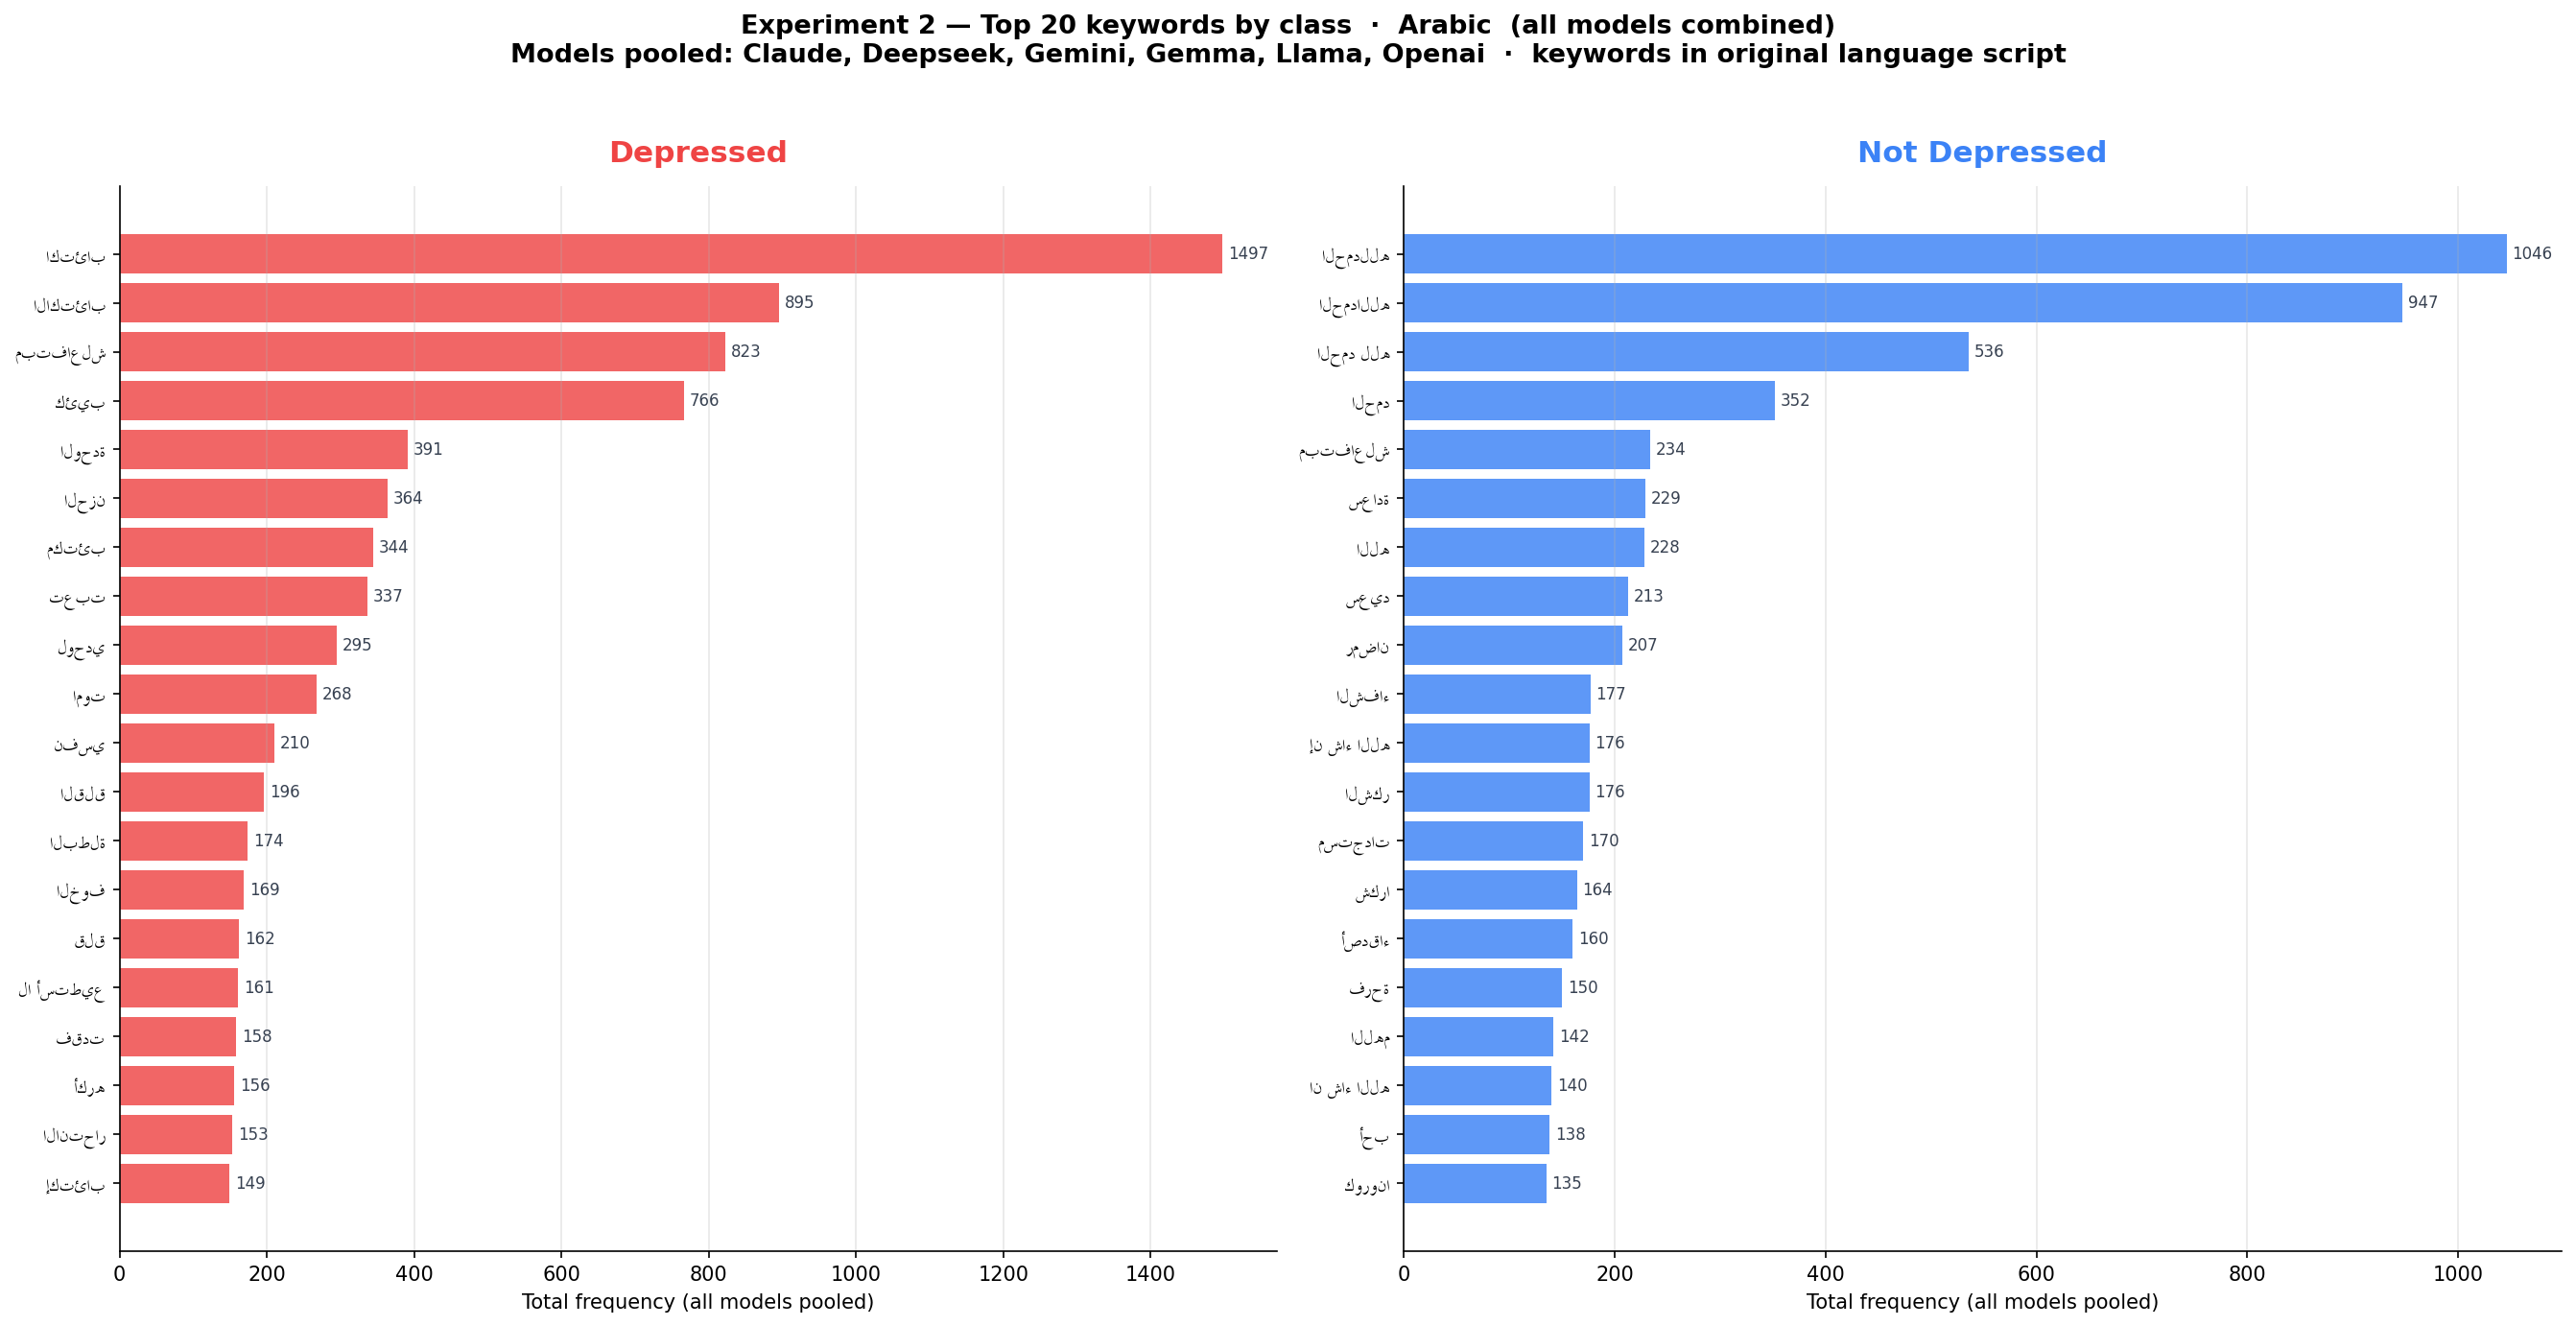 Experiment 2 — Top 20 keywords by class · Arabic (all models combined)
Models pooled: Claude, Deepseek, Gemini, Gemma, Llama, Openai · keywords in original language script
Depressed
اكتئاب 1497
الاكتئاب 895
مبتفاعلش 823
كئيب 766
الوحدة 391
الحزن 364
مكتئب 344
تعبت 337
لوحدي 295
اموت 268
نفسي 210
القلق 196
البطلة 174
الخوف 169
قلق 162
لا أستطيع 161
فقدت 158
أكره 156
الانتحار 153
إكتئاب 149
0 200 400 600 800 1000 1200 1400
Total frequency (all models pooled)
Not Depressed
الحمدلله 1046
الحمدالله 947
الحمد لله 536
الحمد 352
مبتفاعلش 234
سعادة 229
الله 228
سعيد 213
رمضان 207
الشفاء 177
إن شاء الله 176
الشكر 176
مستجدات 170
شكرا 164
أصدقاء 160
فرحة 150
اللهم 142
ان شاء الله 140
أحب 138
كورونا 135
0 200 400 600 800 1000
Total frequency (all models pooled)